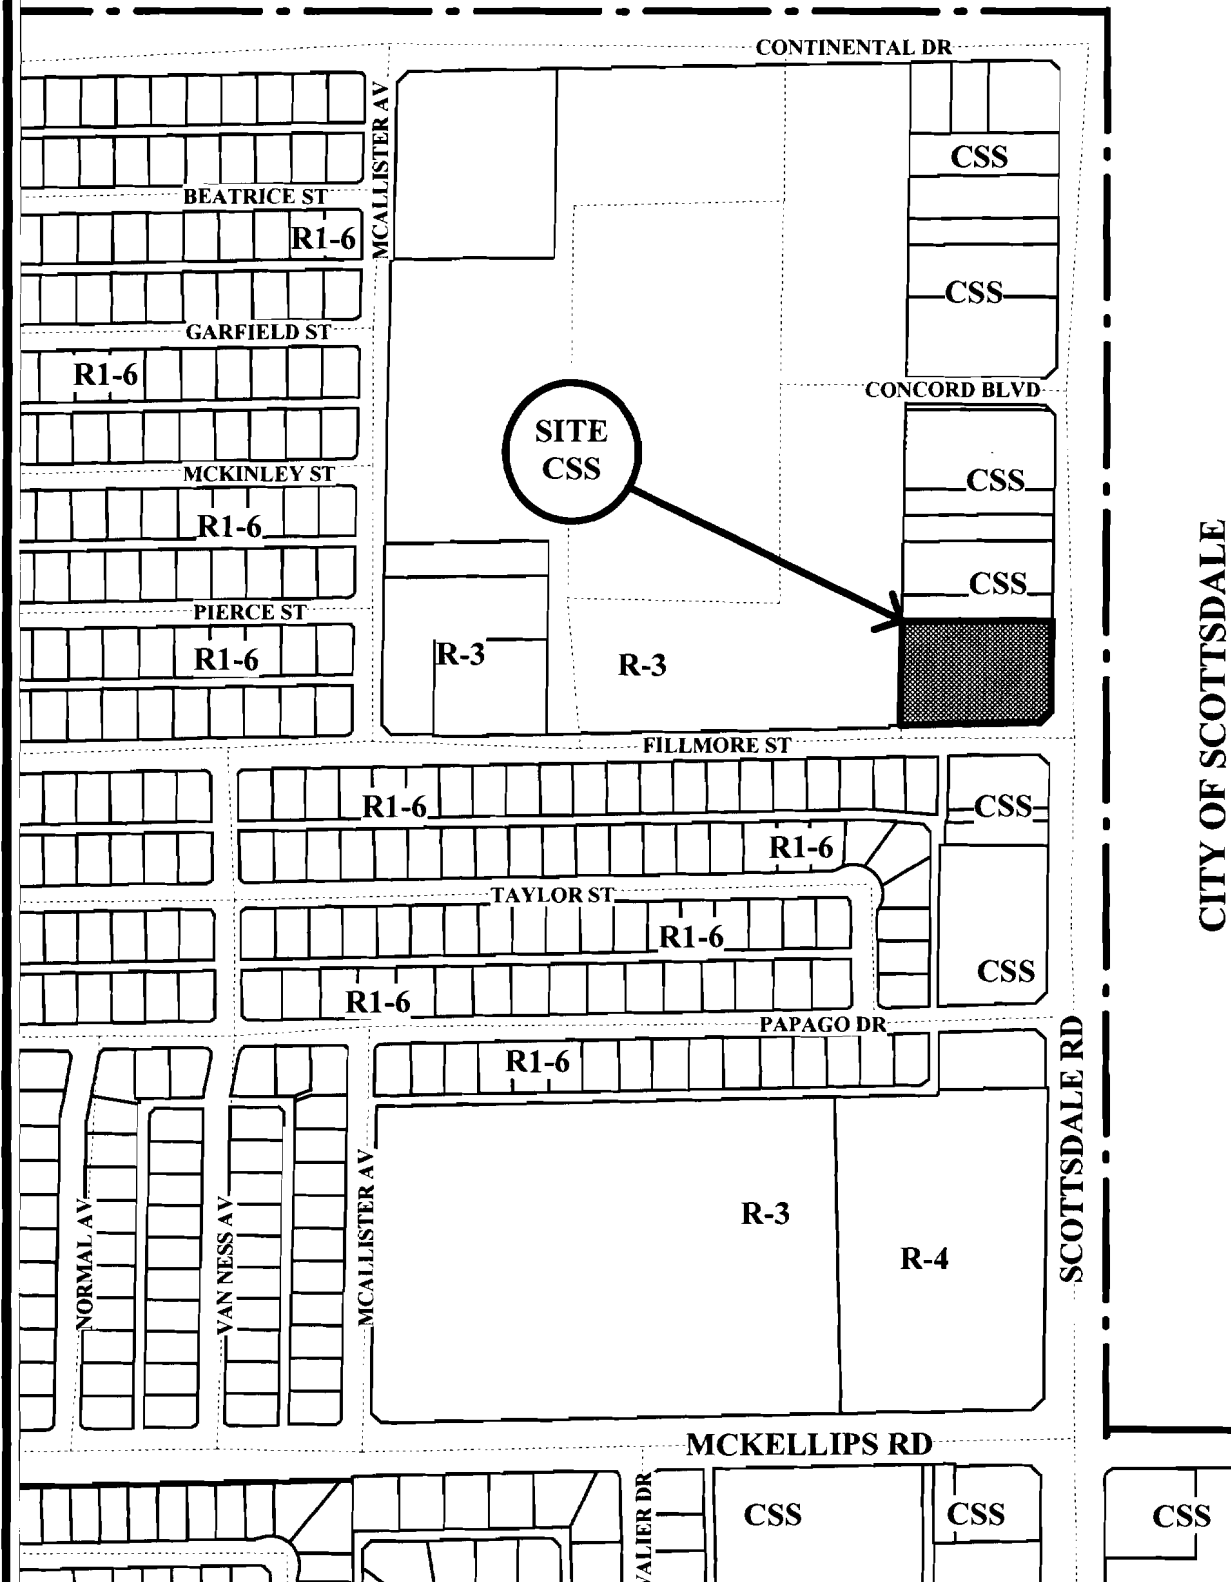 CONTINENTAL DR
MCALLISTER AV
CSS
BEATRICE ST
R1-6
CSS
GARFIELD ST
R1-6
CONCORD BLVD
SITE
CSS
MCKINLEY ST
CSS
R1-6
CSS
PIERCE ST
R1-6
R-3
R-3
CITY OF SCOTTSDALE
FILLMORE ST
R1-6
CSS
R1-6
TAYLOR ST
R1-6
CSS
R1-6
PAPAGO DR
R1-6
SCOTTSDALE RD
NORMAL AV
VAN NESS AV
MCALLISTER AV
R-3
R-4
MCKELLIPS RD
CSS
CSS
CSS